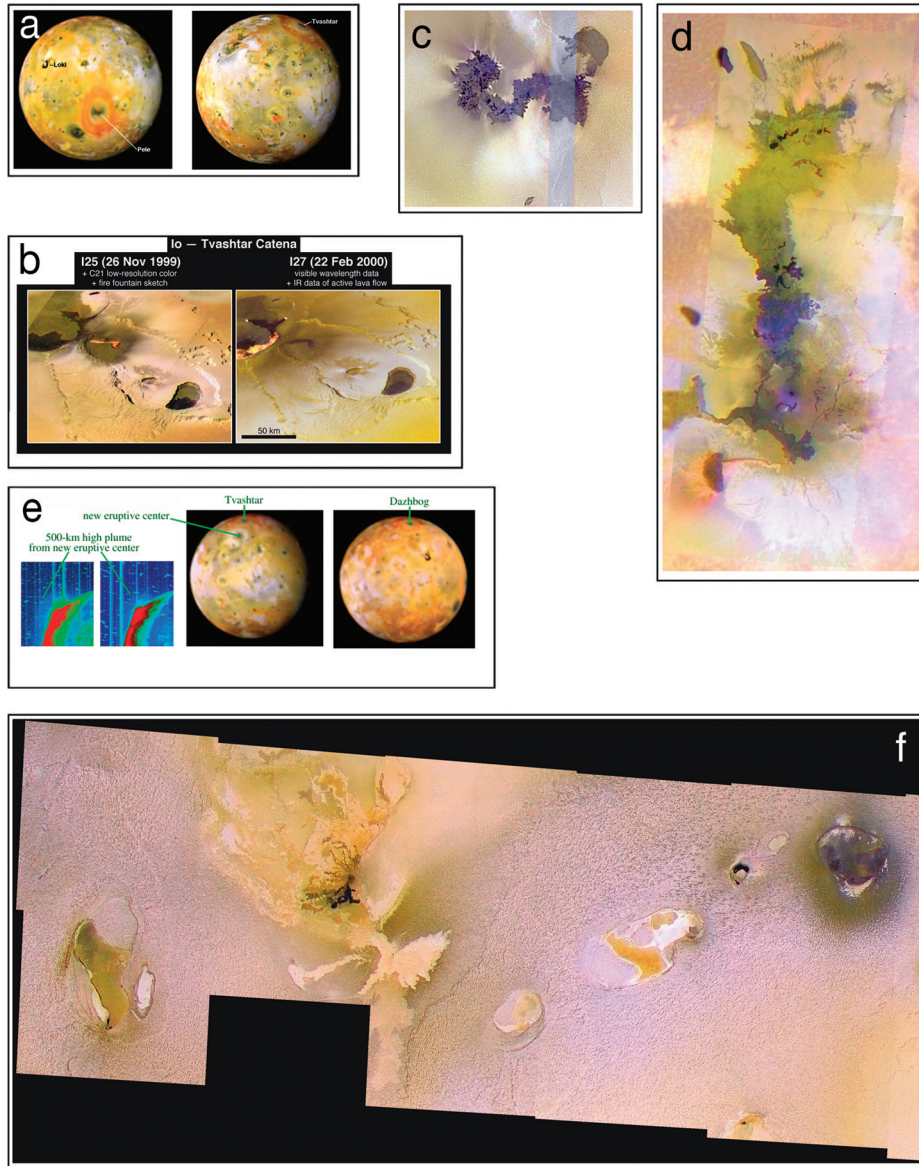 a
Loki
Pele
Tvashtar
b
Io — Tvashtar Catena
I25 (26 Nov 1999)
+ C21 low-resolution color
+ fire fountain sketch
I27 (22 Feb 2000)
visible wavelength data
+ IR data of active lava flow
50 km
c
d
e
500-km high plume
from new eruptive center
new eruptive center
Tvashtar
Dazhbog
f